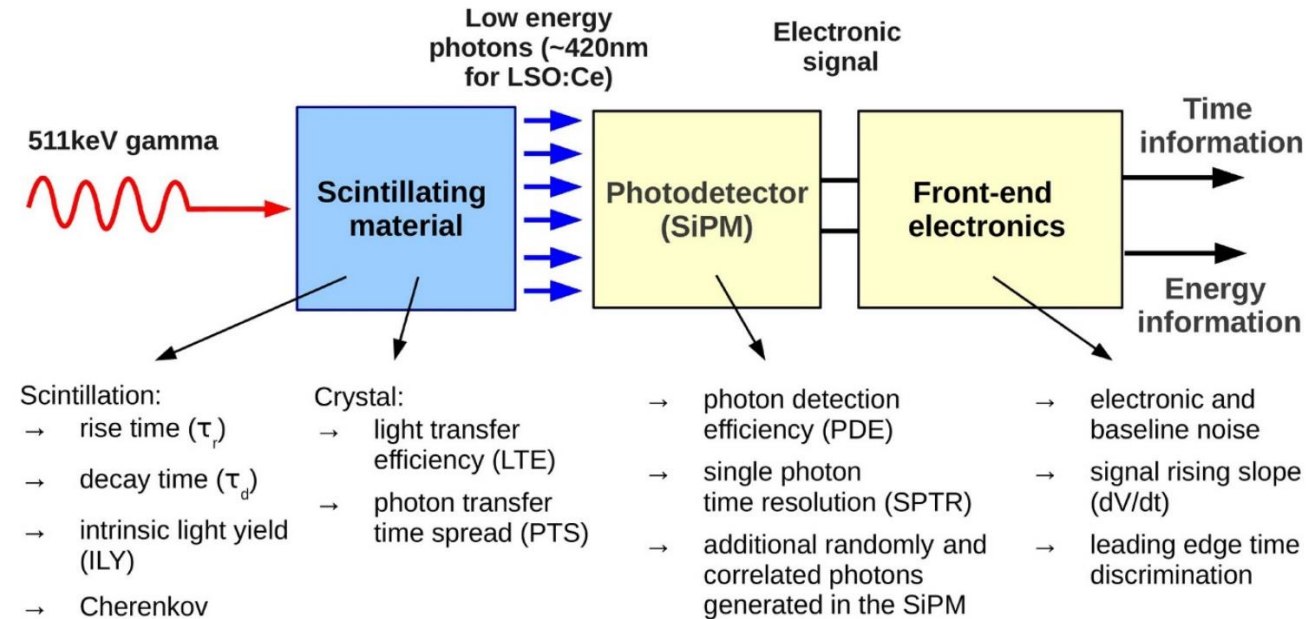 Low energy
photons (~420nm
for LSO:Ce)
Electronic
signal
511keV gamma
Scintillating
material
Photodetector
(SiPM)
Front-end
electronics
Time
information
Energy
information
Scintillation:
→ rise time (τr)
→ decay time (τd)
→ intrinsic light yield
(ILY)
→ Cherenkov
Crystal:
→ light transfer
efficiency (LTE)
→ photon transfer
time spread (PTS)
→ photon detection
efficiency (PDE)
→ single photon
time resolution (SPTR)
→ additional randomly and
correlated photons
generated in the SiPM
→ electronic and
baseline noise
→ signal rising slope
(dV/dt)
→ leading edge time
discrimination